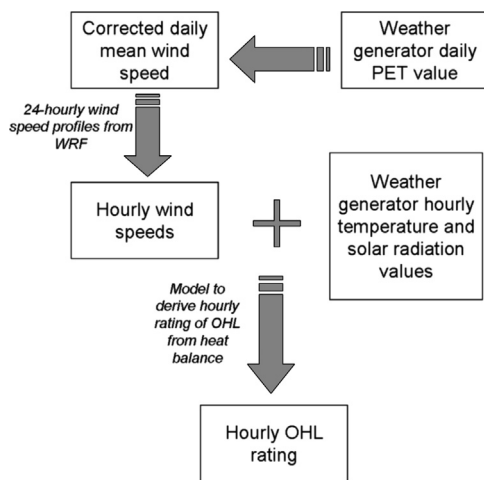 Corrected daily
mean wind
speed
Weather
generator daily
PET value
24-hourly wind
speed profiles from
WRF
Hourly wind
speeds
Weather
generator hourly
temperature and
solar radiation
values
Model to
derive hourly
rating of OHL
from heat
balance
Hourly OHL
rating